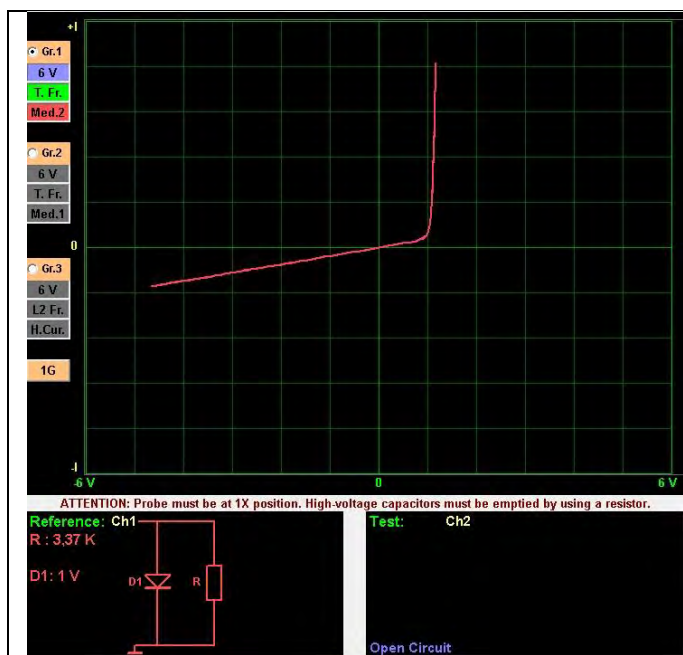 +I
Gr.1
6 V
T. Fr.
Med.2
Gr.2
6 V
T. Fr.
Med.1
0
Gr.3
6 V
L2 Fr.
H.Cur.
1G
-I
-6 V 0 6 V
ATTENTION: Probe must be at 1X position. High-voltage capacitors must be emptied by using a resistor.
Reference: Ch1
R : 3,37 K
D1: 1 V
D1 R
Test: Ch2
Open Circuit